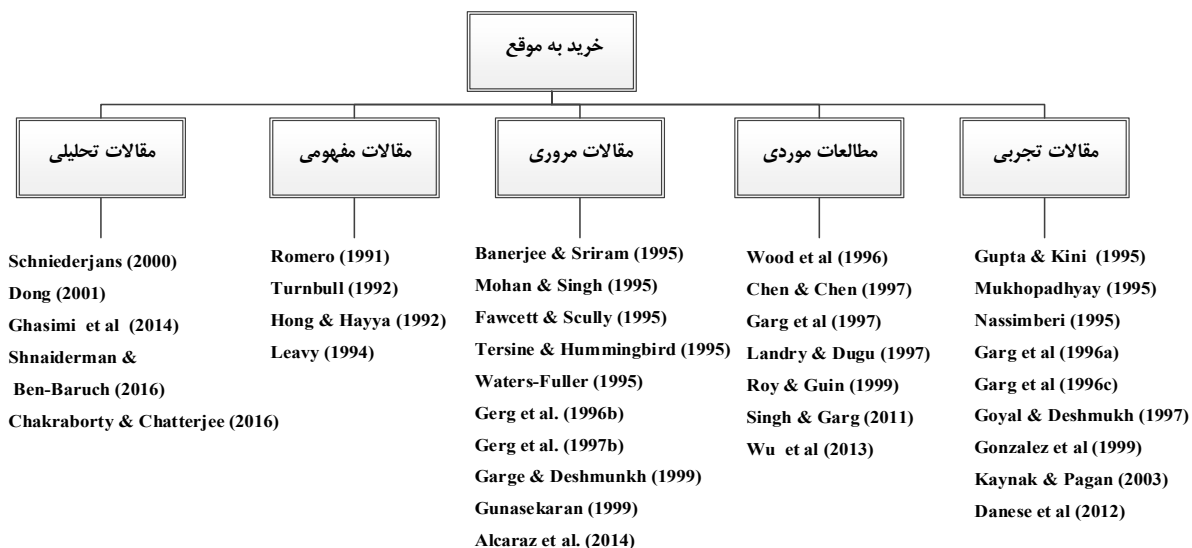 خرید به موقع
مقالات تجربی
Gupta & Kini (1995)
Mukhopadhyay (1995)
Nassimberi (1995)
Garg et al (1996a)
Garg et al (1996c)
Goyal & Deshmukh (1997)
Gonzalez et al (1999)
Kaynak & Pagan (2003)
Danese et al (2012)
مطالعات موردی
Wood et al (1996)
Chen & Chen (1997)
Garg et al (1997)
Landry & Dugu (1997)
Roy & Guin (1999)
Singh & Garg (2011)
Wu et al (2013)
مقالات مروری
Banerjee & Sriram (1995)
Mohan & Singh (1995)
Fawcett & Scully (1995)
Tersine & Hummingbird (1995)
Waters-Fuller (1995)
Gerg et al. (1996b)
Gerg et al. (1997b)
Garge & Deshmunkh (1999)
Gunasekaran (1999)
Alcaraz et al. (2014)
مقالات مفهومی
Romero (1991)
Turnbull (1992)
Hong & Hayya (1992)
Leavy (1994)
مقالات تحلیلی
Schniederjans (2000)
Dong (2001)
Ghasimi et al (2014)
Shnaiderman &
Ben-Baruch (2016)
Chakraborty & Chatterjee (2016)